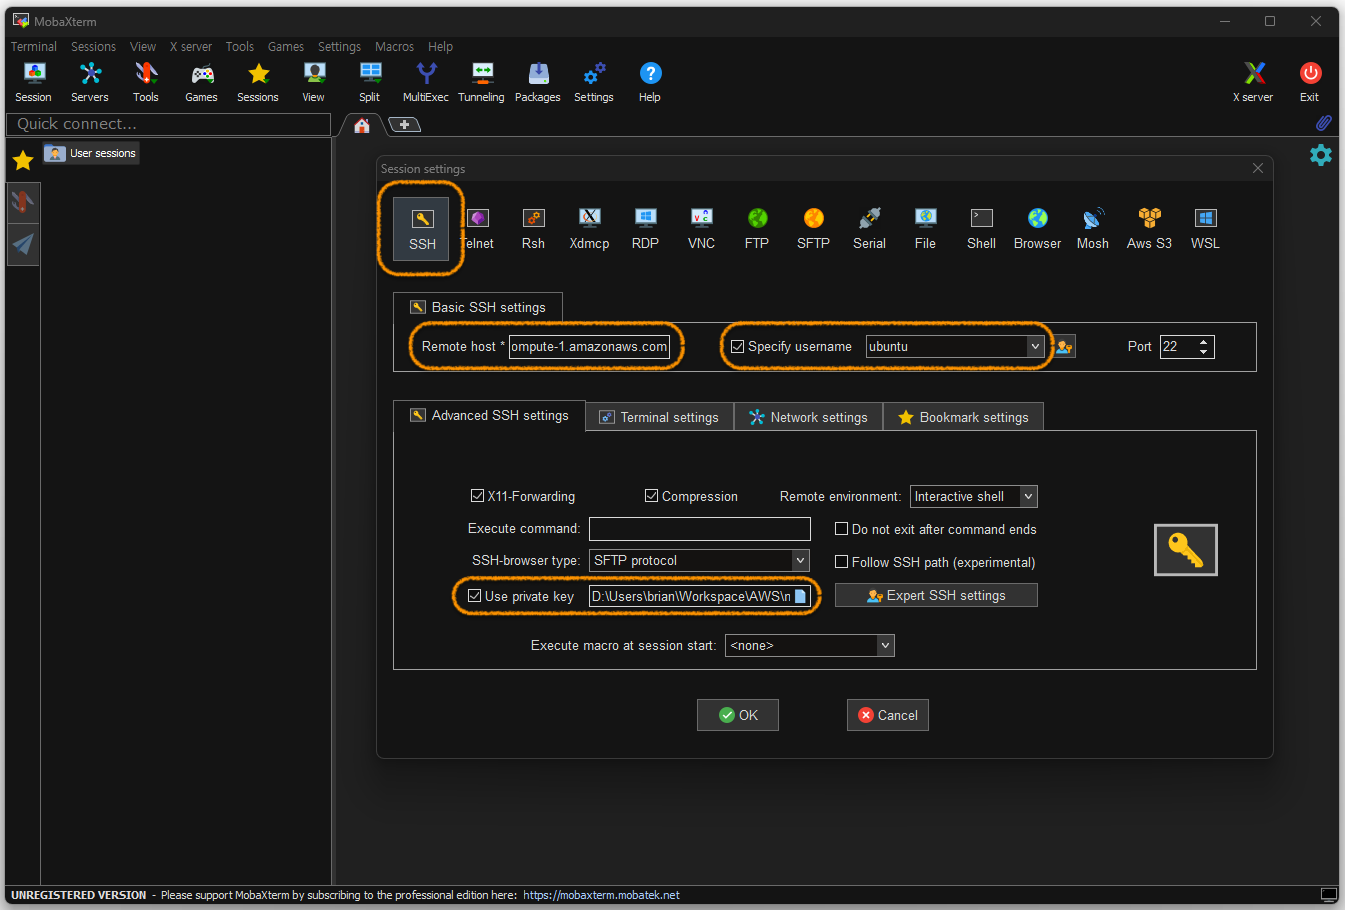 MobaXterm
Terminal Sessions View X server Tools Games Settings Macros Help
Session Servers Tools Games Sessions View Split MultiExec Tunneling Packages Settings Help X server Exit
Quick connect...
User sessions
Session settings
SSH Telnet Rsh Xdmcp RDP VNC FTP SFTP Serial File Shell Browser Mosh Aws S3 WSL
Basic SSH settings
Remote host * ompute-1.amazonaws.com Specify username ubuntu Port 22
Advanced SSH settings Terminal settings Network settings Bookmark settings
X11-Forwarding Compression Remote environment: Interactive shell
Execute command: Do not exit after command ends
SSH-browser type: SFTP protocol Follow SSH path (experimental)
Use private key D:\Users\brian\Workspace\AWS\n Expert SSH settings
Execute macro at session start: <none>
OK Cancel
UNREGISTERED VERSION - Please support MobaXterm by subscribing to the professional edition here: https://mobaxterm.mobatek.net